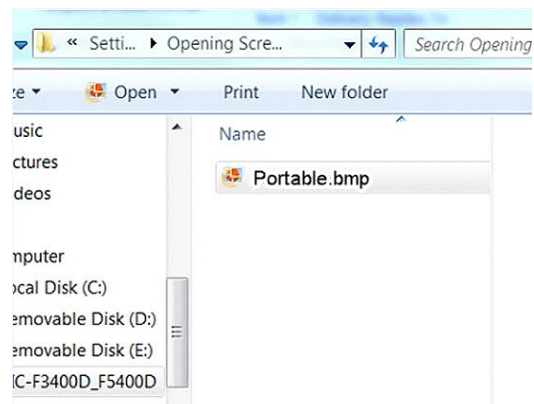 « Setti... Opening Scre... Search Opening
ze Open Print New folder
usic
Name
ctures
Portable.bmp
deos
mputer
ocal Disk (C:)
emovable Disk (D:)
emovable Disk (E:)
IC-F3400D_F5400D